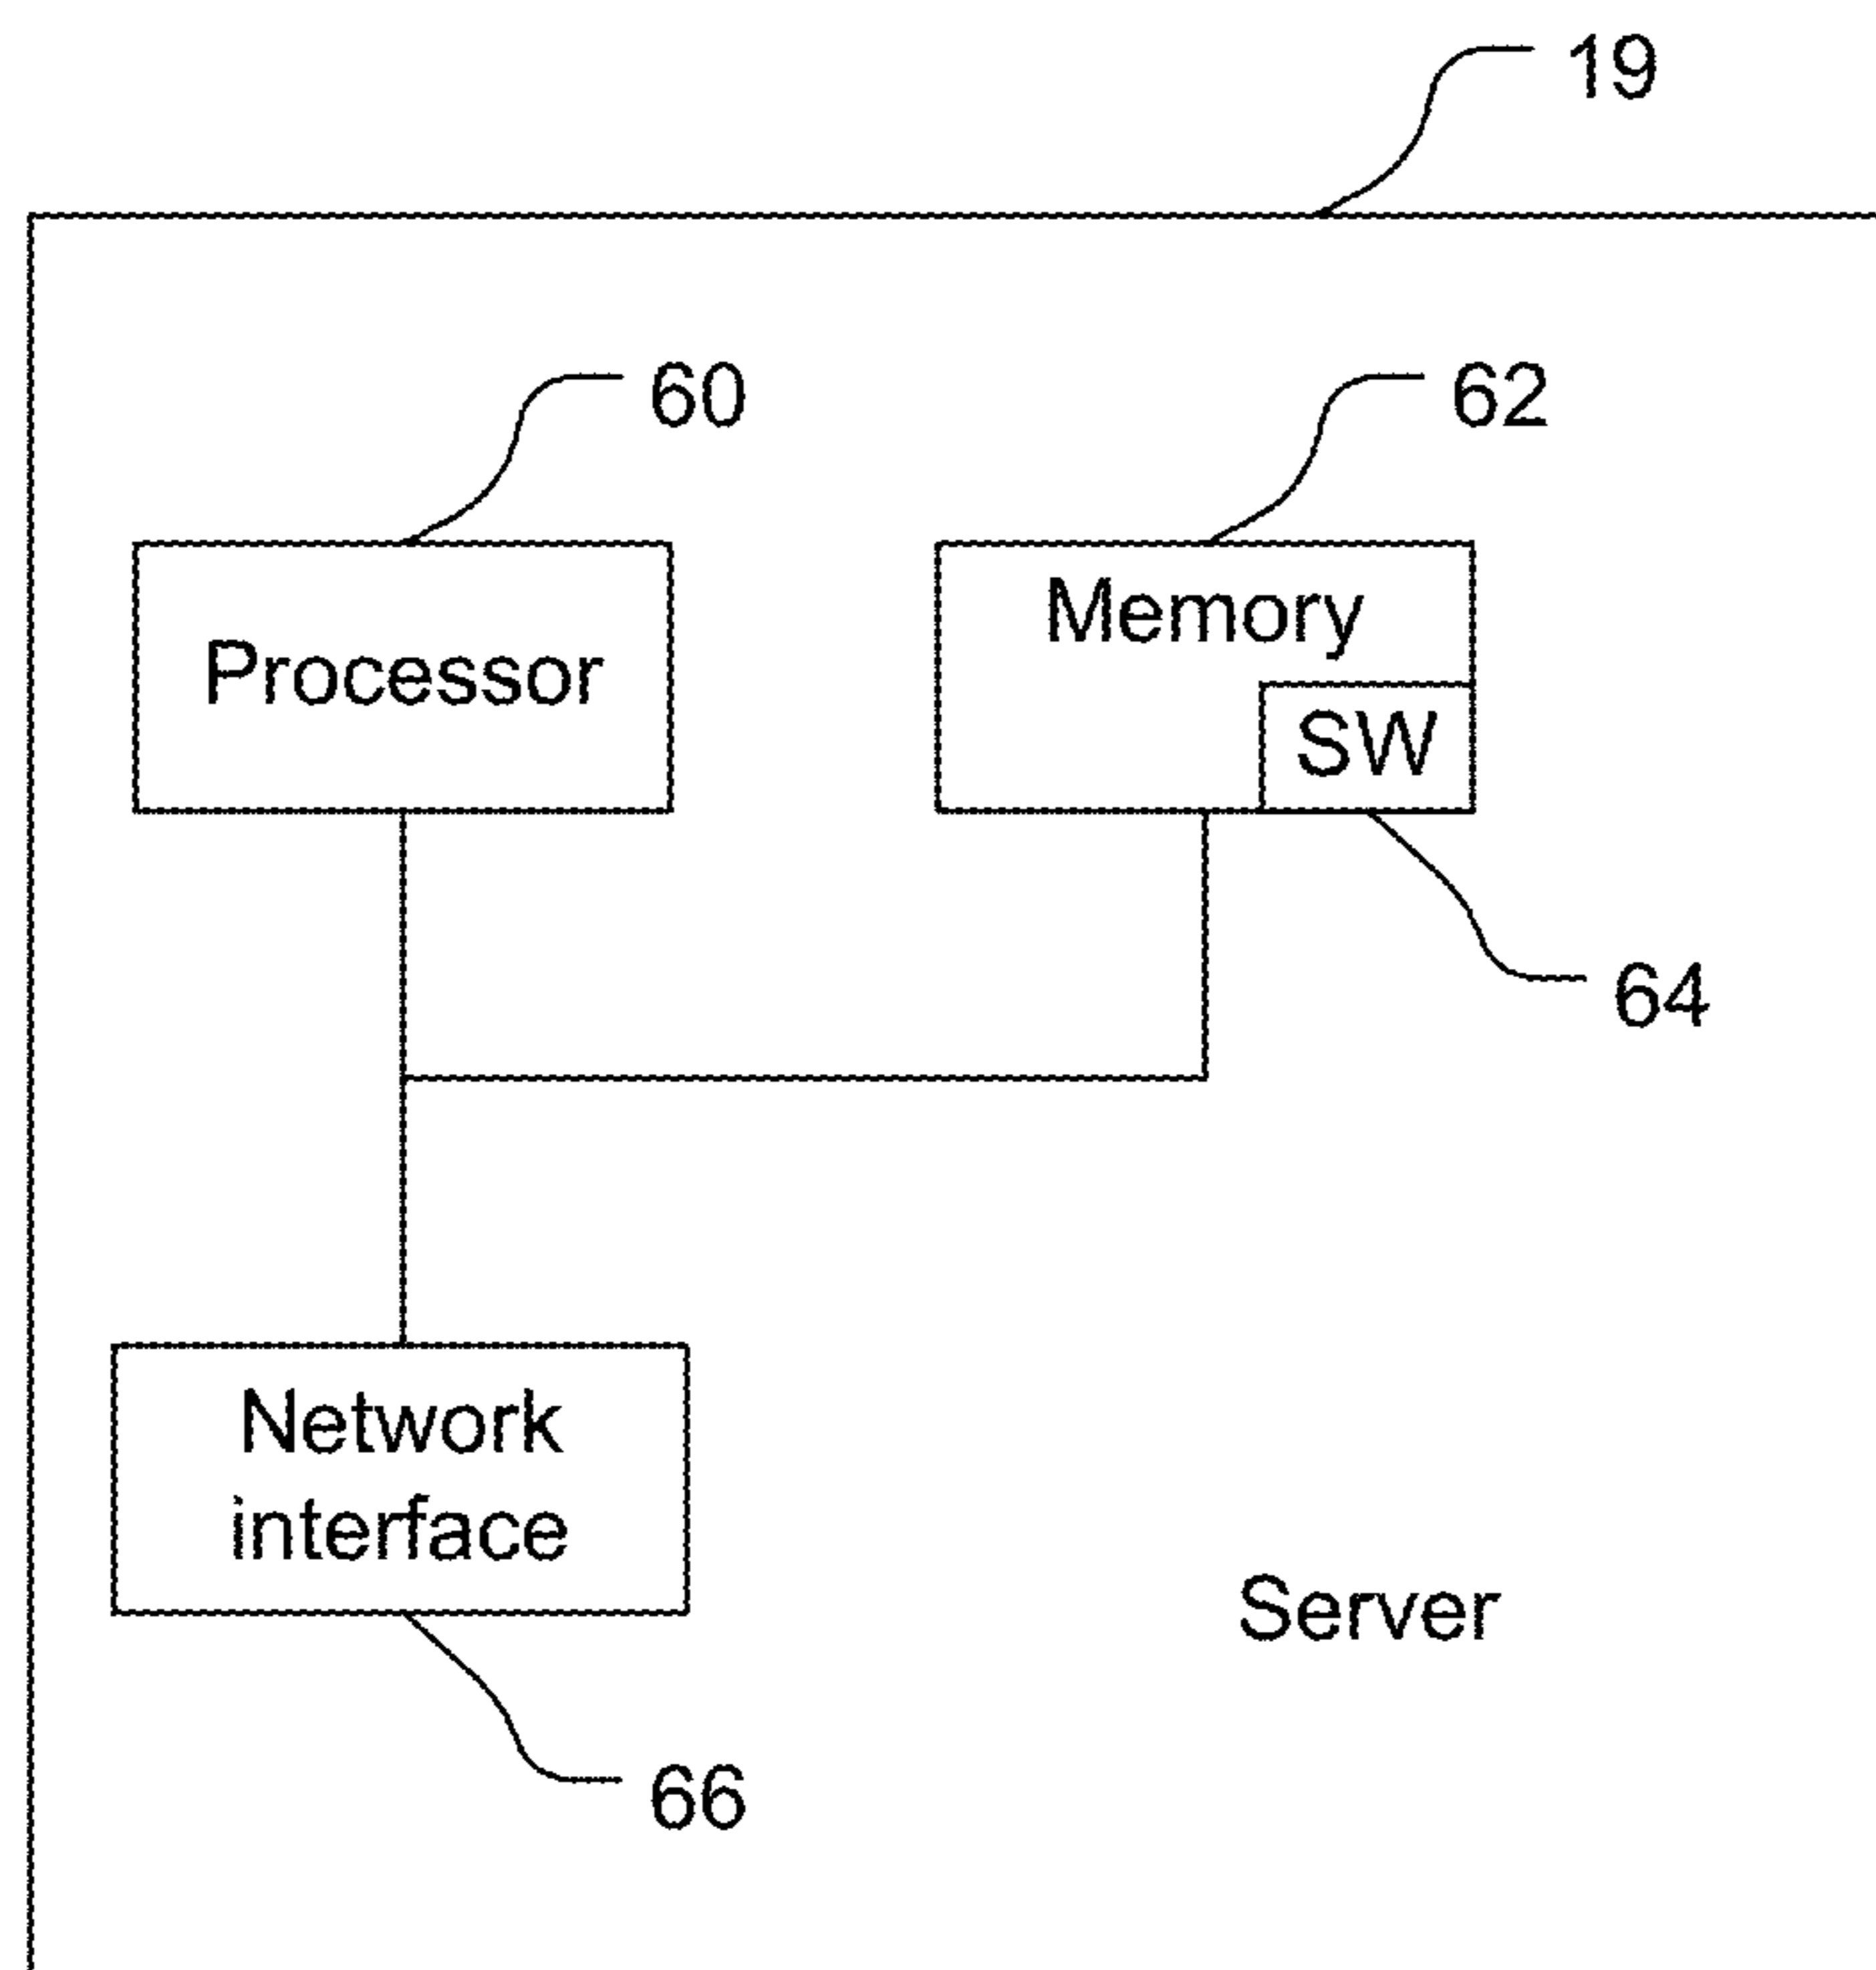 19
60
62
Processor
Memory
SW
64
Network
interface
Server
66